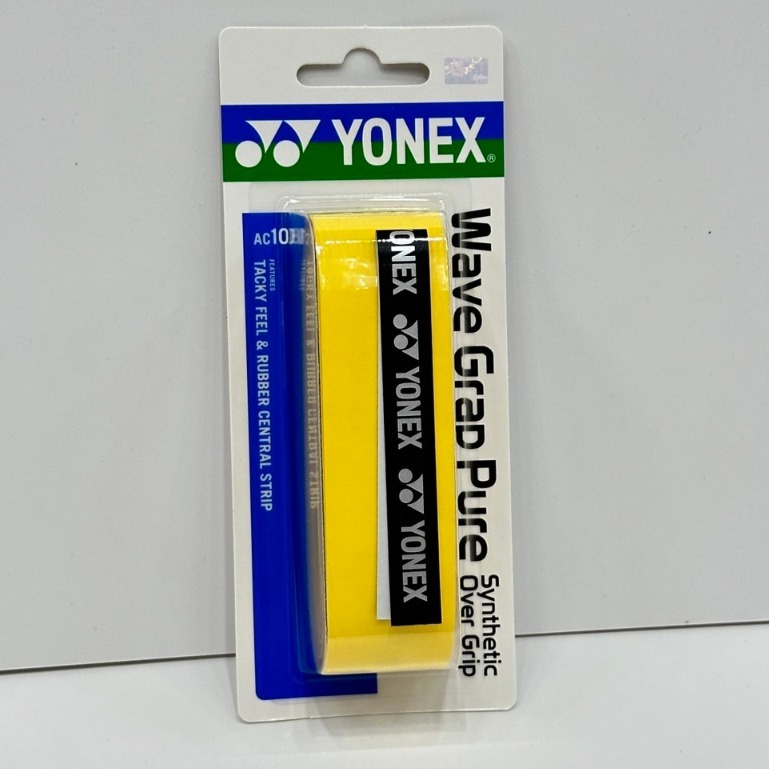 YONEX®
AC10
FEATURES
TACKY FEEL & RUBBER CENTRAL STRIP
ONEX
YONEX
YONEX
Wave Grap Pure
Synthetic
Over Grip